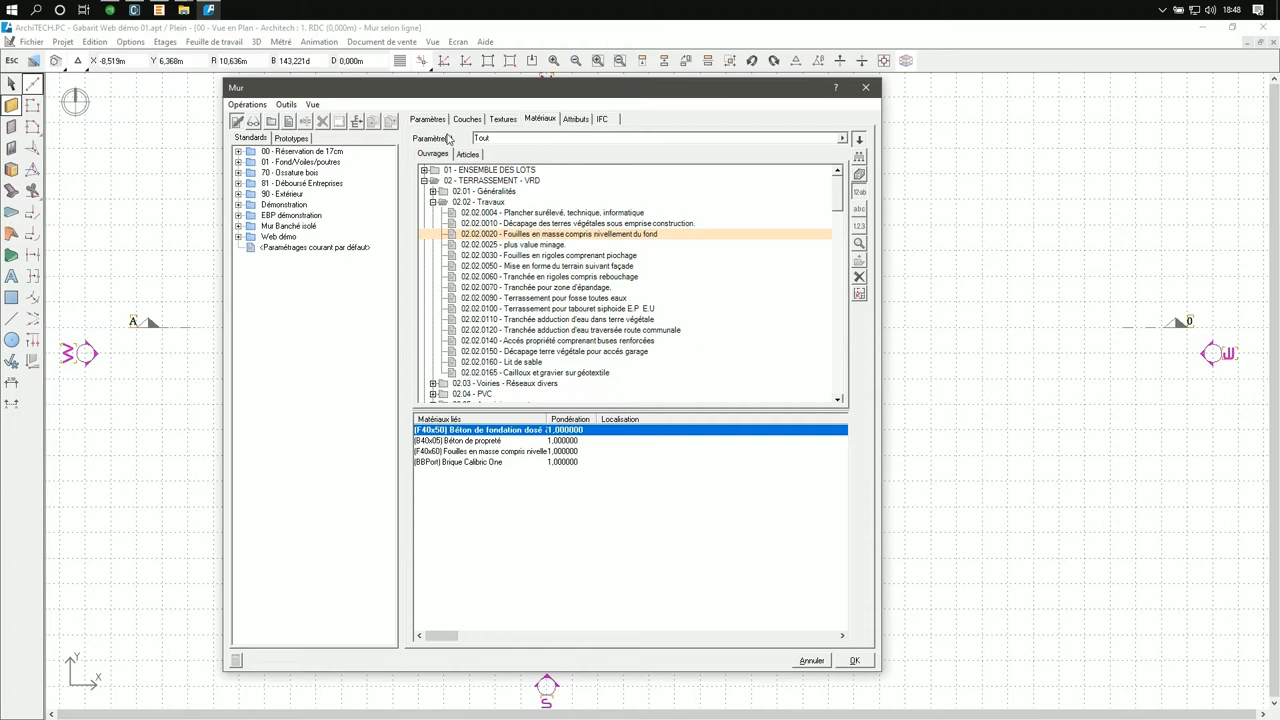 18:48
ArchiTECH.PC - Gabarit Web démo 01.apt / Plein - [00 - Vue en Plan - Architech : 1. RDC (0,000m) - Mur selon ligne]
Fichier Projet Edition Options Etages Feuille de travail 3D Métré Animation Document de vente Vue Ecran Aide
Esc X -8,519m Y 6,368m R 10,636m B 143,221d D 0,000m
Mur ?
Opérations Outils Vue
Paramètres Couches Textures Matériaux Attributs IFC
Standards Prototypes
Paramètre Tout
Ouvrages Articles
00 - Réservation de 17cm
01 - Fond/Voiles/poutres
70 - Ossature bois
81 - Déboursé Entreprises
90 - Extérieur
Démonstration
EBP démonstration
Mur Banché isolé
Web démo
<Paramétrages courant par défaut>
01 - ENSEMBLE DES LOTS
02 - TERRASSEMENT - VRD
02.01 - Généralités
02.02 - Travaux
02.02.0004 - Plancher surélevé, technique, informatique
02.02.0010 - Décapage des terres végétales sous emprise construction.
02.02.0020 - Fouilles en masse compris nivellement du fond
02.02.0025 - plus value minage.
02.02.0030 - Fouilles en rigoles comprenant piochage
02.02.0050 - Mise en forme du terrain suivant façade
02.02.0060 - Tranchée en rigoles compris rebouchage
02.02.0070 - Tranchée pour zone d'épandage,
02.02.0090 - Terrassement pour fosse toutes eaux
02.02.0100 - Terrassement pour tabouret siphoide E.P E.U
02.02.0110 - Tranchée adduction d'eau dans terre végétale
02.02.0120 - Tranchée adduction d'eau traversée route communale
02.02.0140 - Accés propriété comprenant buses renforcées
02.02.0150 - Décapage terre végétale pour accés garage
02.02.0160 - Lit de sable
02.02.0165 - Cailloux et gravier sur géotextile
02.03 - Voiries - Réseaux divers
02.04 - PVC
12ab
abc
12.3
Matériaux liés Pondération Localisation
(F40x50) Béton de fondation dosé 1,000000
(B40x05) Béton de propreté 1,000000
(F40x60) Fouilles en masse compris nivelle 1,000000
(BBPort) Brique Calibric One 1,000000
Annuler OK
A
0
W
E
S
Y
X